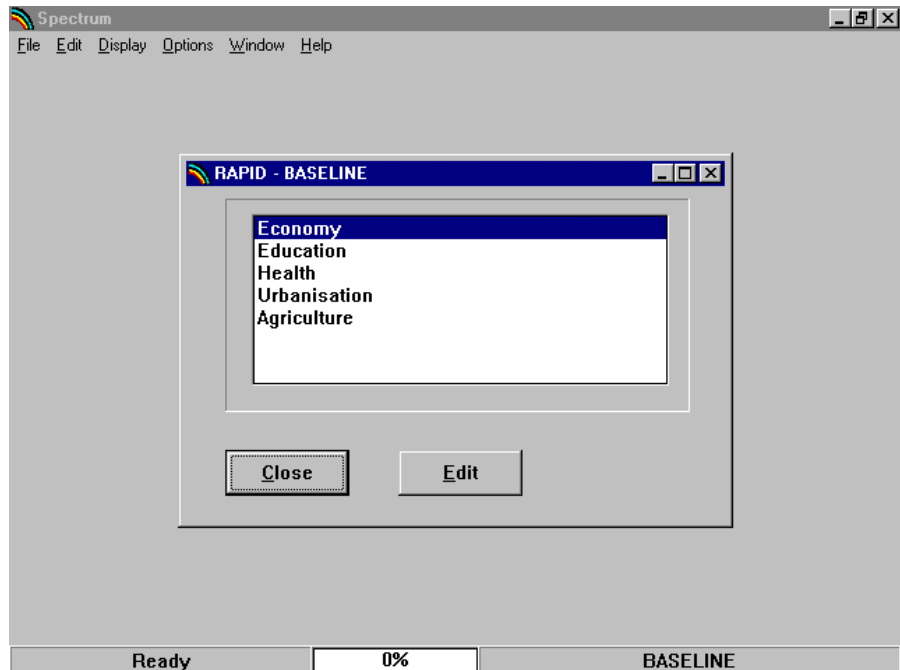 Spectrum
File Edit Display Options Window Help
RAPID - BASELINE
Economy
Education
Health
Urbanisation
Agriculture
Close Edit
Ready 0% BASELINE